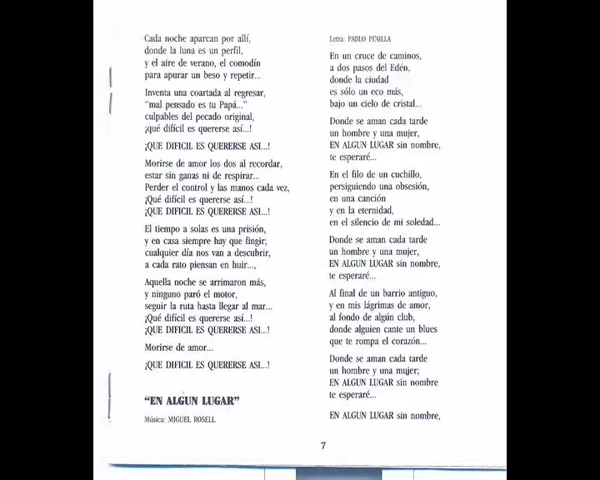 Cada noche aparcan por allí,
donde la luna es un perfil,
y el aire de verano, el comodín
para apurar un beso y repetir...
Inventa una coartada al regresar,
"mal pensado es tu Papá..."
culpables del pecado original,
¡qué difícil es quererse así...!
¡QUE DIFICIL ES QUERERSE ASI...!
Morirse de amor los dos al recordar,
estar sin ganas ni de respirar...
Perder el control y las manos cada vez,
¡Qué difícil es quererse así...!
¡QUE DIFICIL ES QUERERSE ASI...!
El tiempo a solas es una prisión,
y en casa siempre hay que fingir;
cualquier día nos van a descubrir,
a cada rato piensan en huir...,
Aquella noche se arrimaron más,
y ninguno paró el motor,
seguir la ruta hasta llegar al mar...
¡Qué difícil es quererse así...!
¡QUE DIFICIL ES QUERERSE ASI...!
Morirse de amor...
¡QUE DIFICIL ES QUERERSE ASI...!
"EN ALGUN LUGAR"
Música: MIGUEL ROSELL
Letra: PABLO PINILLA
En un cruce de caminos,
a dos pasos del Edén,
donde la ciudad
es sólo un eco más,
bajo un cielo de cristal...
Donde se aman cada tarde
un hombre y una mujer,
EN ALGUN LUGAR sin nombre,
te esperaré...
En el filo de un cuchillo,
persiguiendo una obsesión,
en una canción
y en la eternidad,
en el silencio de mi soledad...
Donde se aman cada tarde
un hombre y una mujer,
EN ALGUN LUGAR sin nombre,
te esperaré...
Al final de un barrio antiguo,
y en mis lágrimas de amor,
al fondo de algún club,
donde alguien cante un blues
que te rompa el corazón...
Donde se aman cada tarde
un hombre y una mujer;
EN ALGUN LUGAR sin nombre
te esperaré...
EN ALGUN LUGAR sin nombre,
7